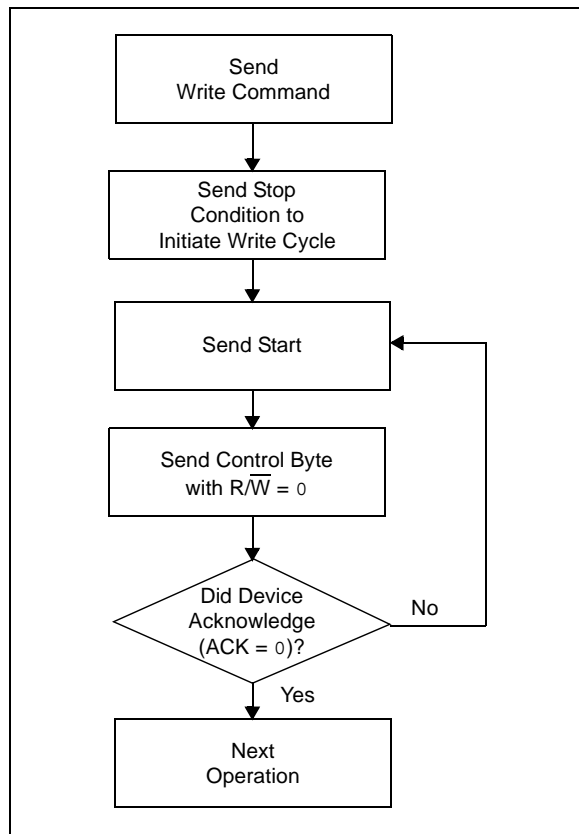 Send
Write Command
Send Stop
Condition to
Initiate Write Cycle
Send Start
Send Control Byte
with R/W̅ = 0
Did Device
Acknowledge
(ACK = 0)?
No
Yes
Next
Operation